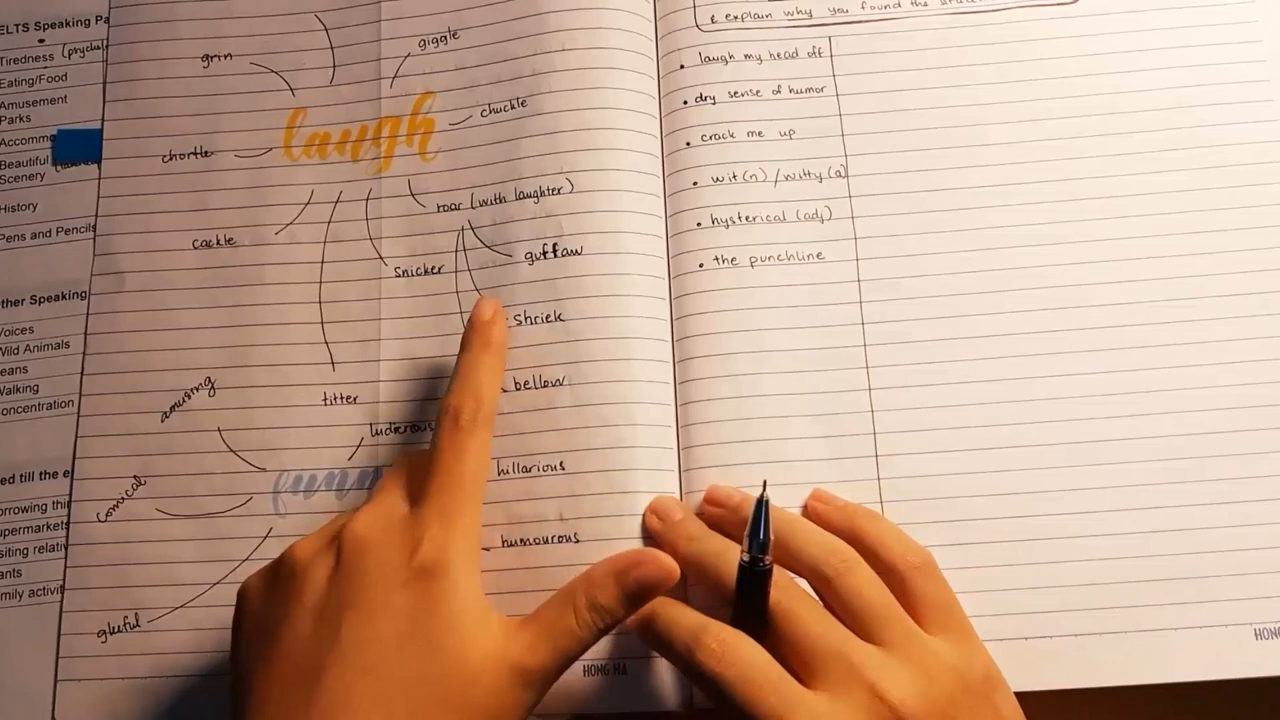 ELTS Speaking Pa
Tiredness
Eating/Food
Amusement
Parks
Accommo
Beautiful
Scenery
History
Pens and Pencils
ther Speaking
Voices
Wild Animals
eans
Walking
oncentration
ed till the e
orrowing thin
upermarkets
siting relativ
ants
mily activit
grin
giggle
laugh
chuckle
chortle
roar (with laughter)
cackle
snicker
guffaw
shriek
bellow
titter
amusing
ludicrous
funn
hillarious
comical
humourous
gleeful
HONG HA
& explain why you found the
• laugh my head off
• dry sense of humor
• crack me up
• wit(n) / witty (a)
• hysterical (adj)
• the punchline
HONG